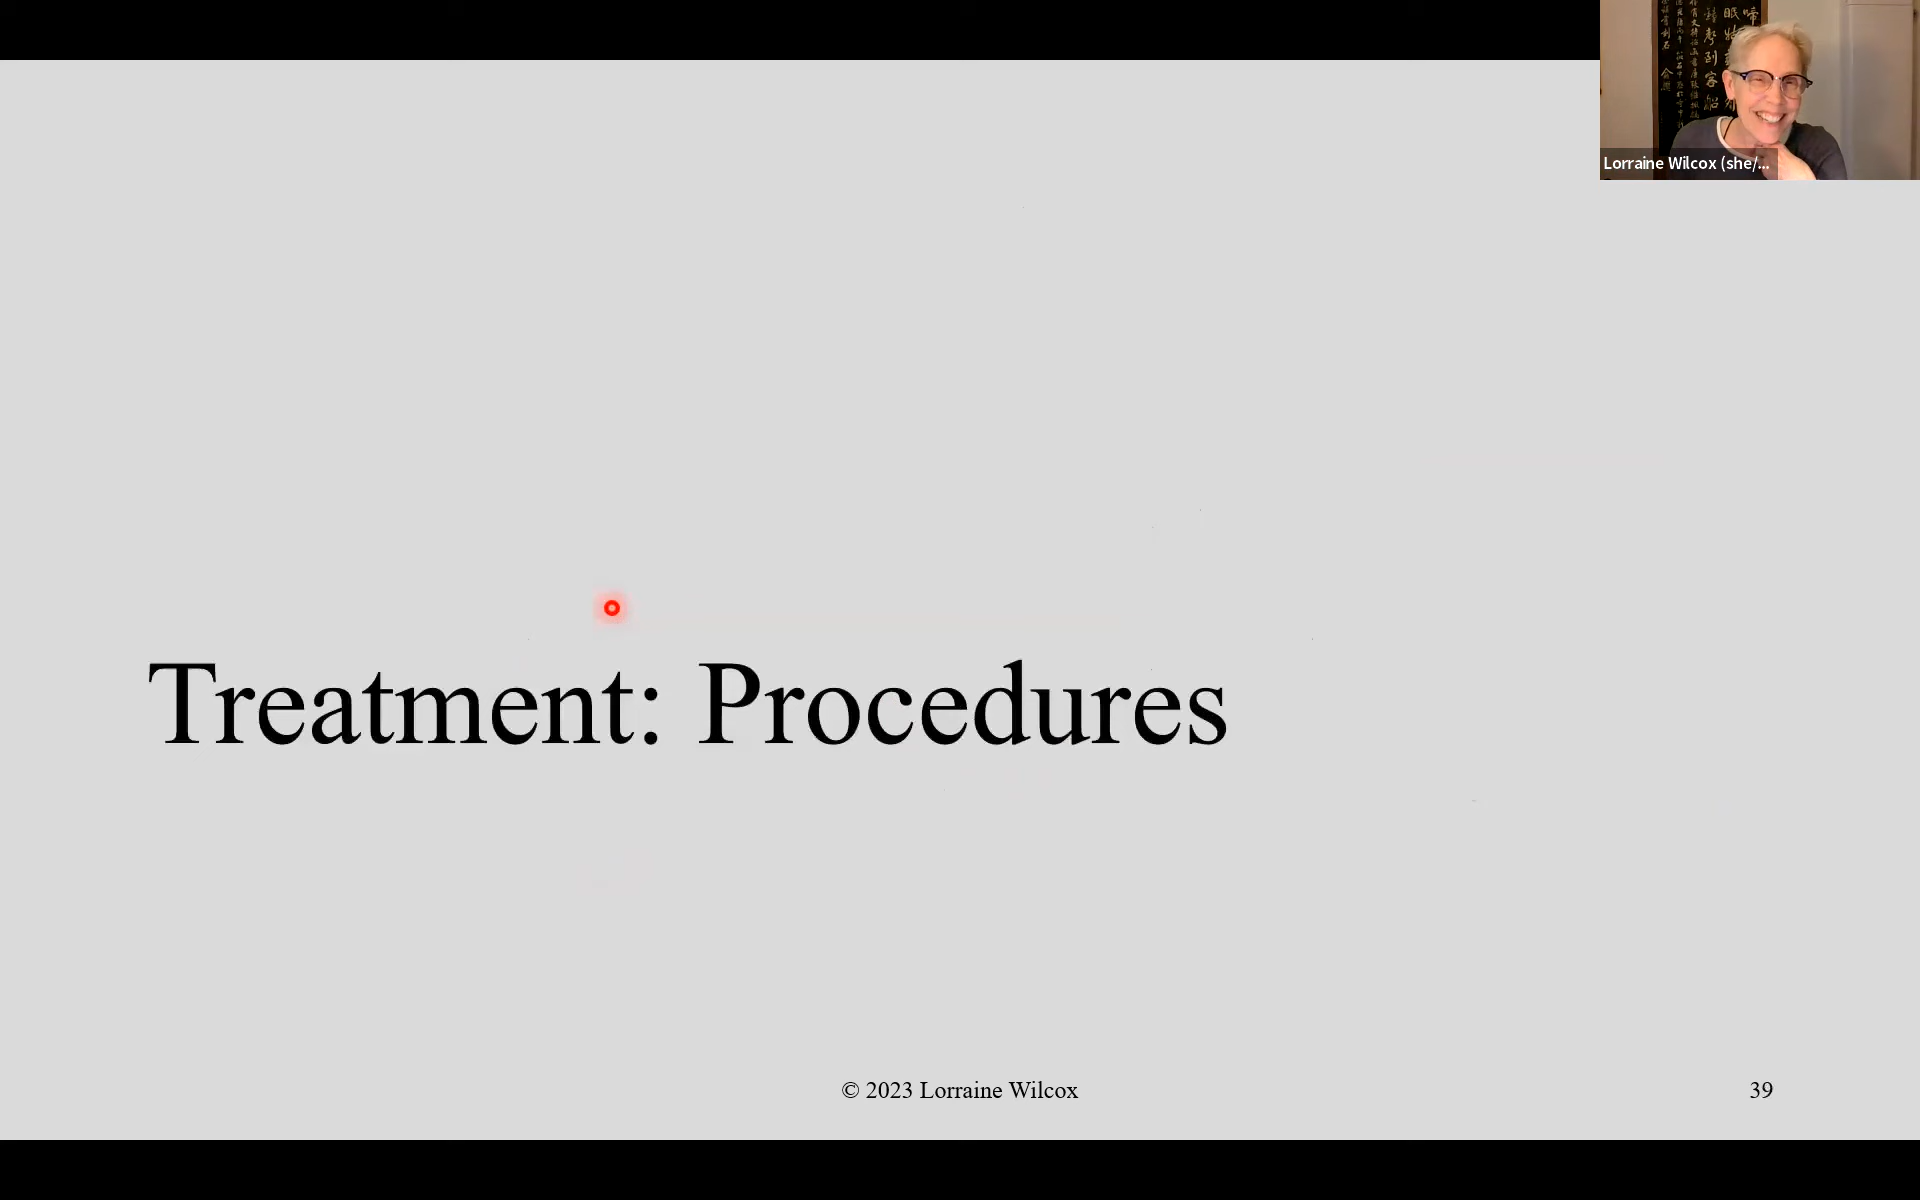 Lorraine Wilcox (she/...
Treatment: Procedures
© 2023 Lorraine Wilcox
39